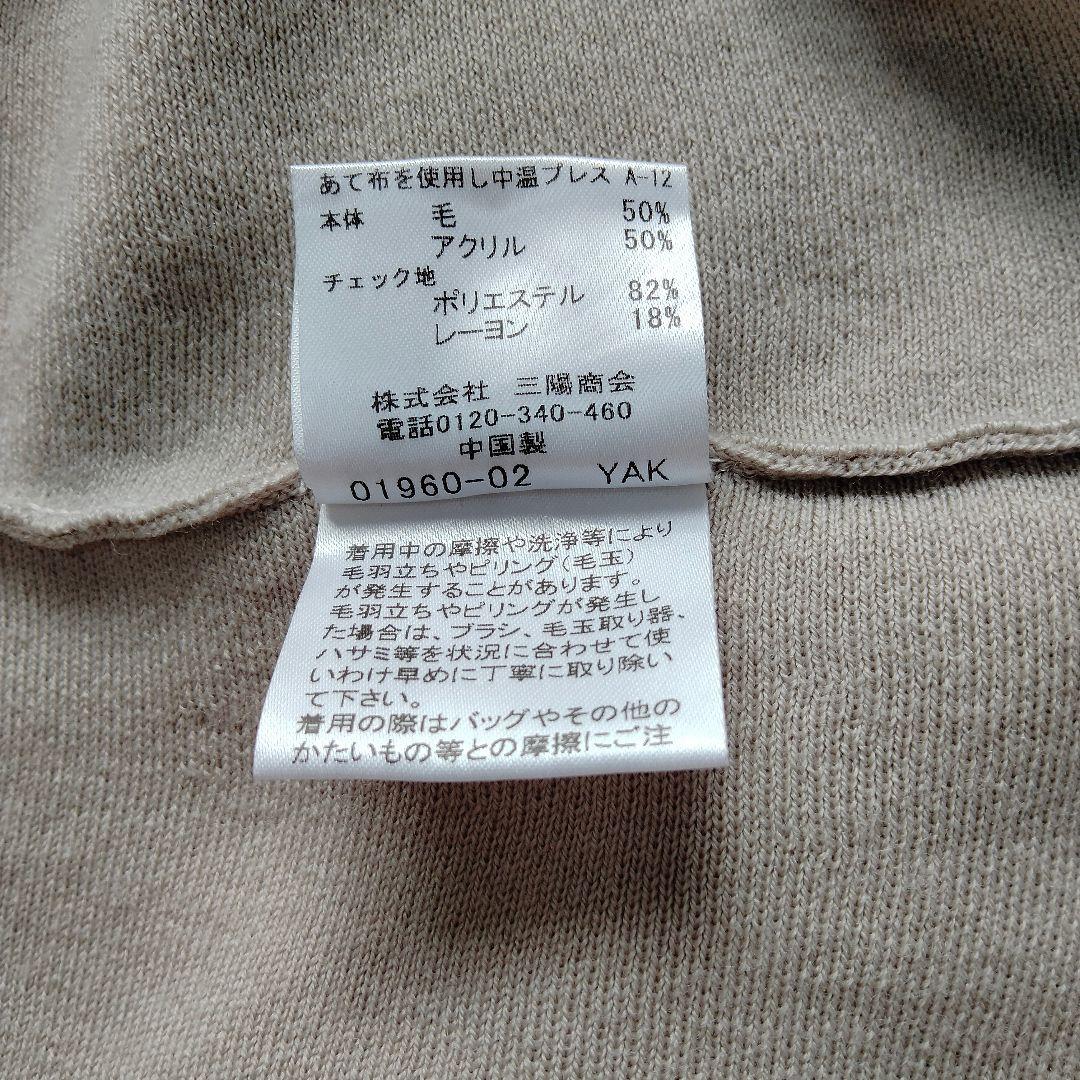 あて布を使用し中温プレス A-12
本体 毛 50%
アクリル 50%
チェック地
ポリエステル 82%
レーヨン 18%
株式会社 三陽商会
電話0120-340-460
中国製
01960-02 YAK
着用中の摩擦や洗浄等により
毛羽立ちやピリング(毛玉)
が発生することがあります。
毛羽立ちやピリングが発生し
た場合は、ブラシ、毛玉取り器、
ハサミ等を状況に合わせて使
いわけ早めに丁寧に取り除い
て下さい。
着用の際はバッグやその他の
かたいもの等との摩擦にご注